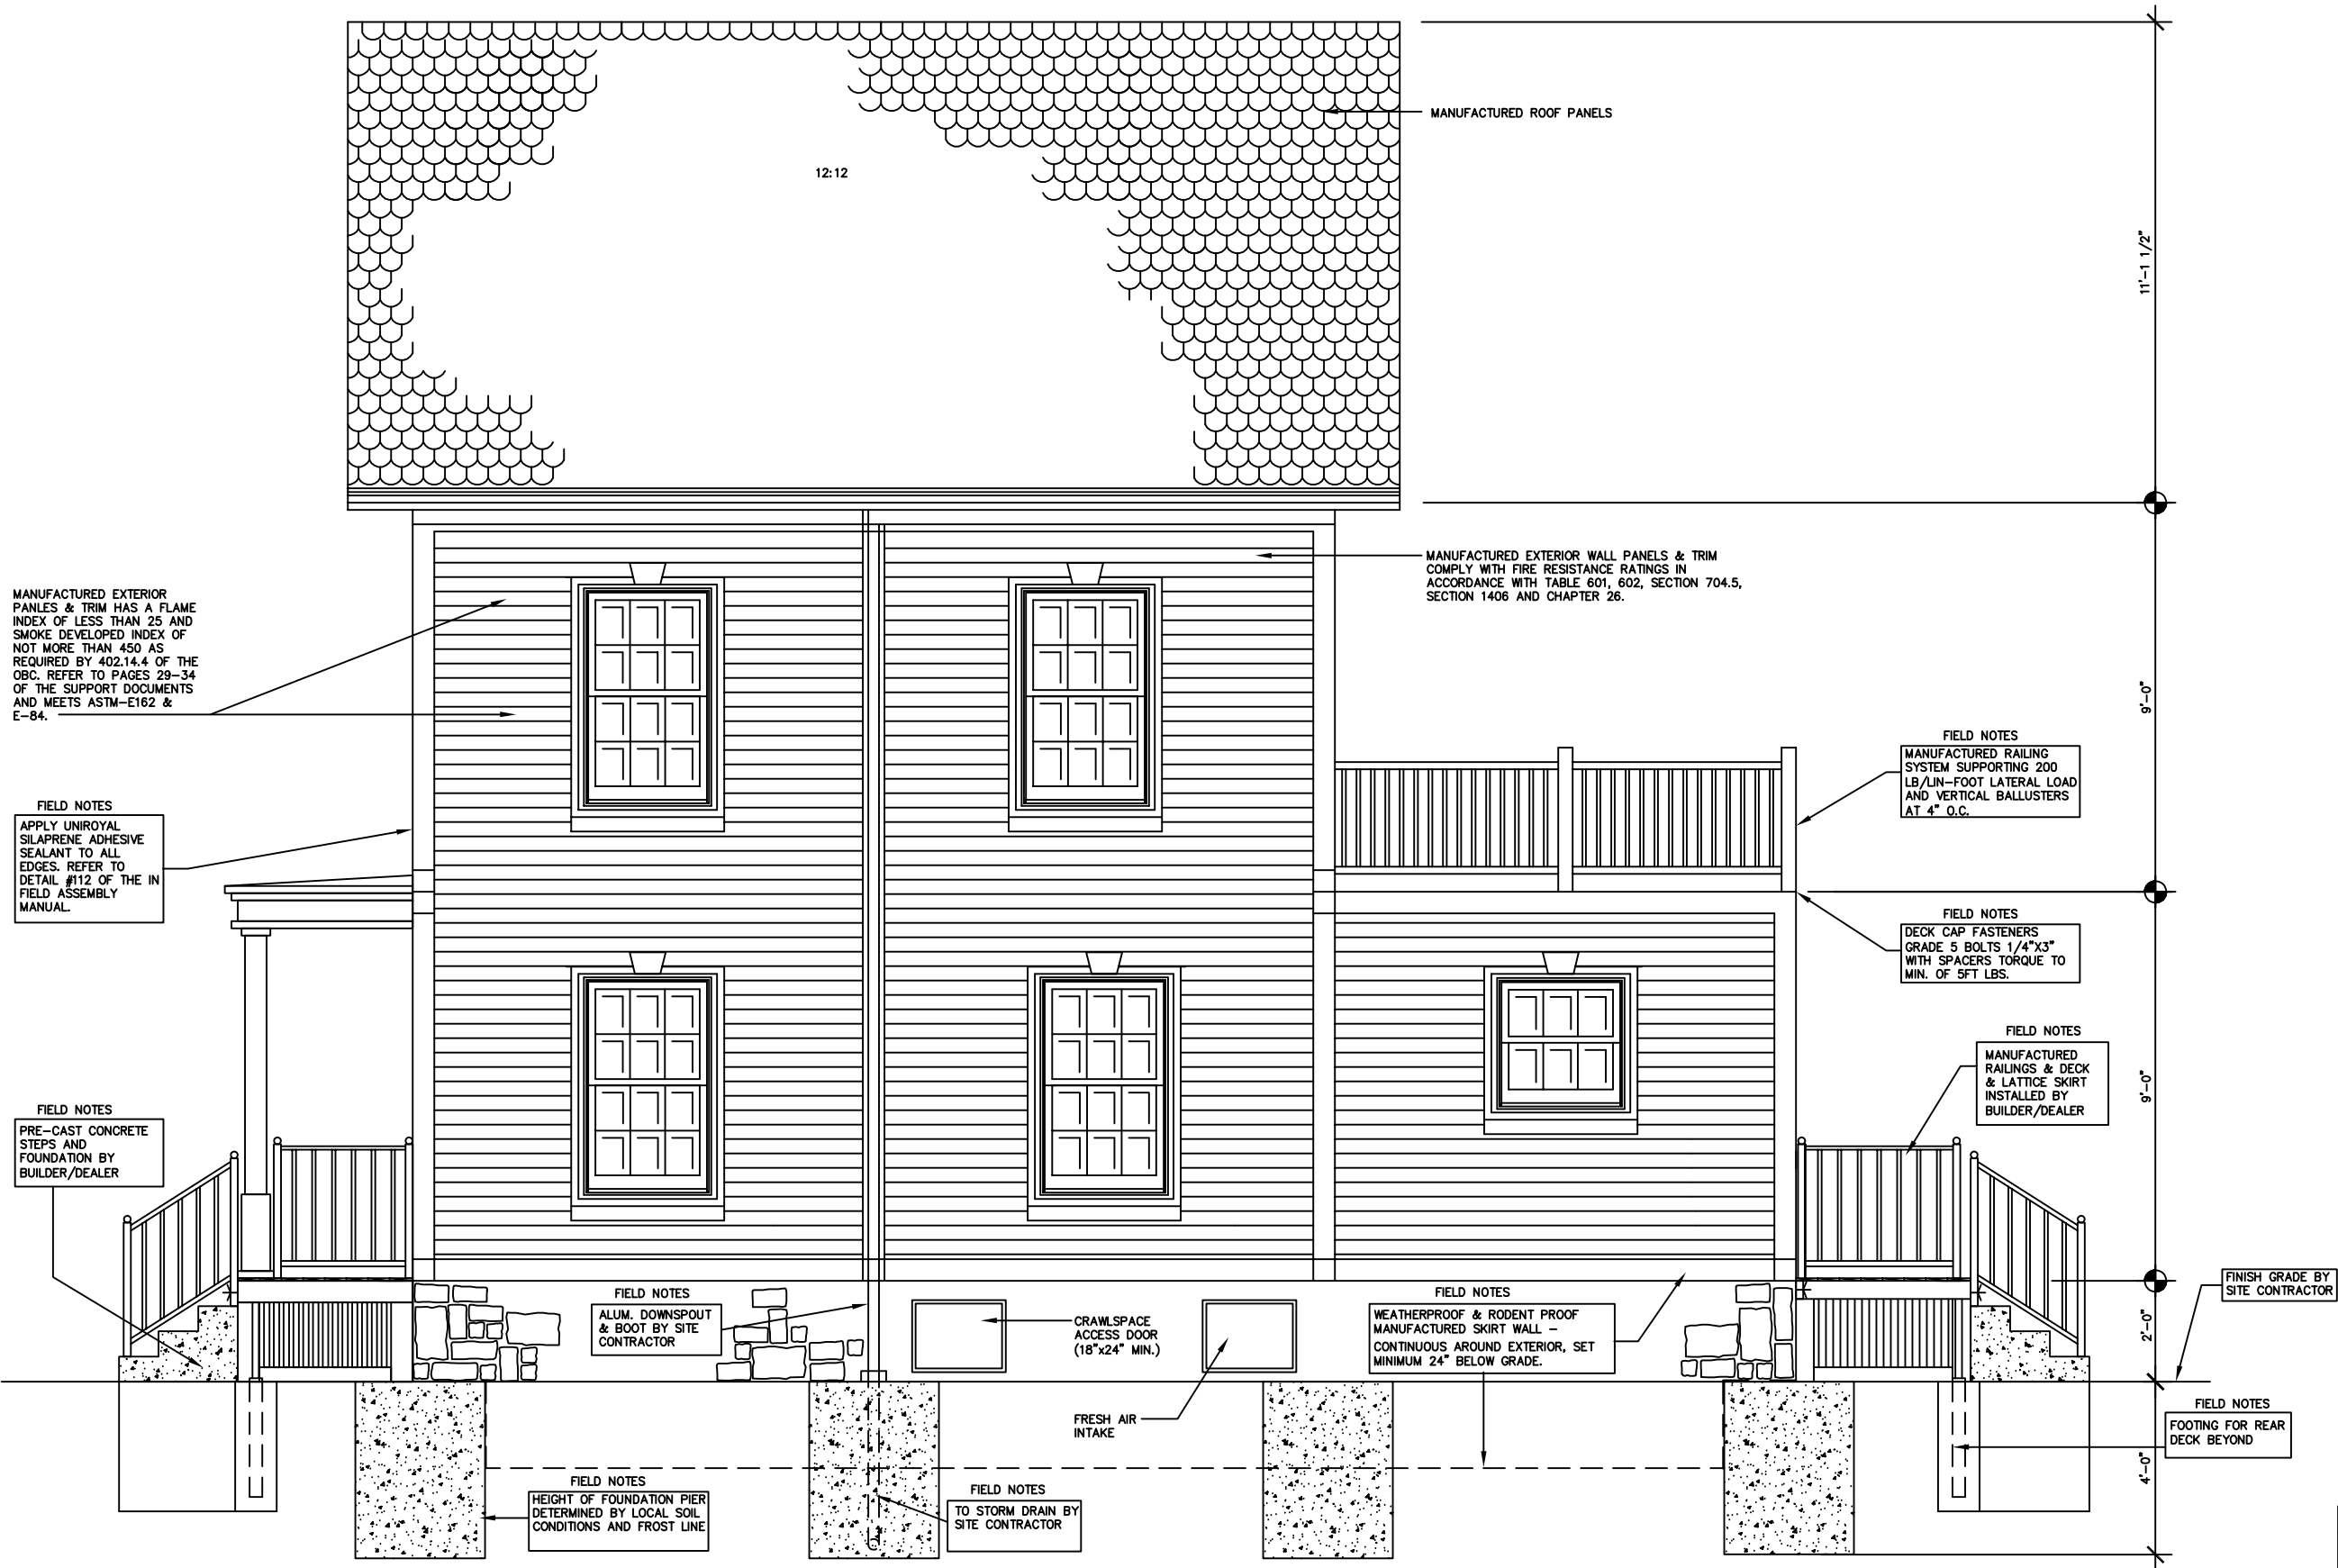 MANUFACTURED ROOF PANELS
12:12
11'-1 1/2"
MANUFACTURED EXTERIOR WALL PANELS & TRIM
COMPLY WITH FIRE RESISTANCE RATINGS IN
ACCORDANCE WITH TABLE 601, 602, SECTION 704.5,
SECTION 1406 AND CHAPTER 26.
MANUFACTURED EXTERIOR
PANLES & TRIM HAS A FLAME
INDEX OF LESS THAN 25 AND
SMOKE DEVELOPED INDEX OF
NOT MORE THAN 450 AS
REQUIRED BY 402.14.4 OF THE
OBC. REFER TO PAGES 29-34
OF THE SUPPORT DOCUMENTS
AND MEETS ASTM-E162 &
E-84.
9'-0"
FIELD NOTES
MANUFACTURED RAILING
SYSTEM SUPPORTING 200
LB/LIN-FOOT LATERAL LOAD
AND VERTICAL BALLUSTERS
AT 4" O.C.
FIELD NOTES
APPLY UNIROYAL
SILAPRENE ADHESIVE
SEALANT TO ALL
EDGES. REFER TO
DETAIL #112 OF THE IN
FIELD ASSEMBLY
MANUAL.
FIELD NOTES
DECK CAP FASTENERS
GRADE 5 BOLTS 1/4"X3"
WITH SPACERS TORQUE TO
MIN. OF 5FT LBS.
FIELD NOTES
MANUFACTURED
RAILINGS & DECK
& LATTICE SKIRT
INSTALLED BY
BUILDER/DEALER
9'-0"
FIELD NOTES
PRE-CAST CONCRETE
STEPS AND
FOUNDATION BY
BUILDER/DEALER
FIELD NOTES
ALUM. DOWNSPOUT
& BOOT BY SITE
CONTRACTOR
CRAWLSPACE
ACCESS DOOR
(18"x24" MIN.)
FIELD NOTES
WEATHERPROOF & RODENT PROOF
MANUFACTURED SKIRT WALL -
CONTINUOUS AROUND EXTERIOR, SET
MINIMUM 24" BELOW GRADE.
FINISH GRADE BY
SITE CONTRACTOR
2'-0"
FRESH AIR
INTAKE
FIELD NOTES
FOOTING FOR REAR
DECK BEYOND
4'-0"
FIELD NOTES
HEIGHT OF FOUNDATION PIER
DETERMINED BY LOCAL SOIL
CONDITIONS AND FROST LINE
FIELD NOTES
TO STORM DRAIN BY
SITE CONTRACTOR